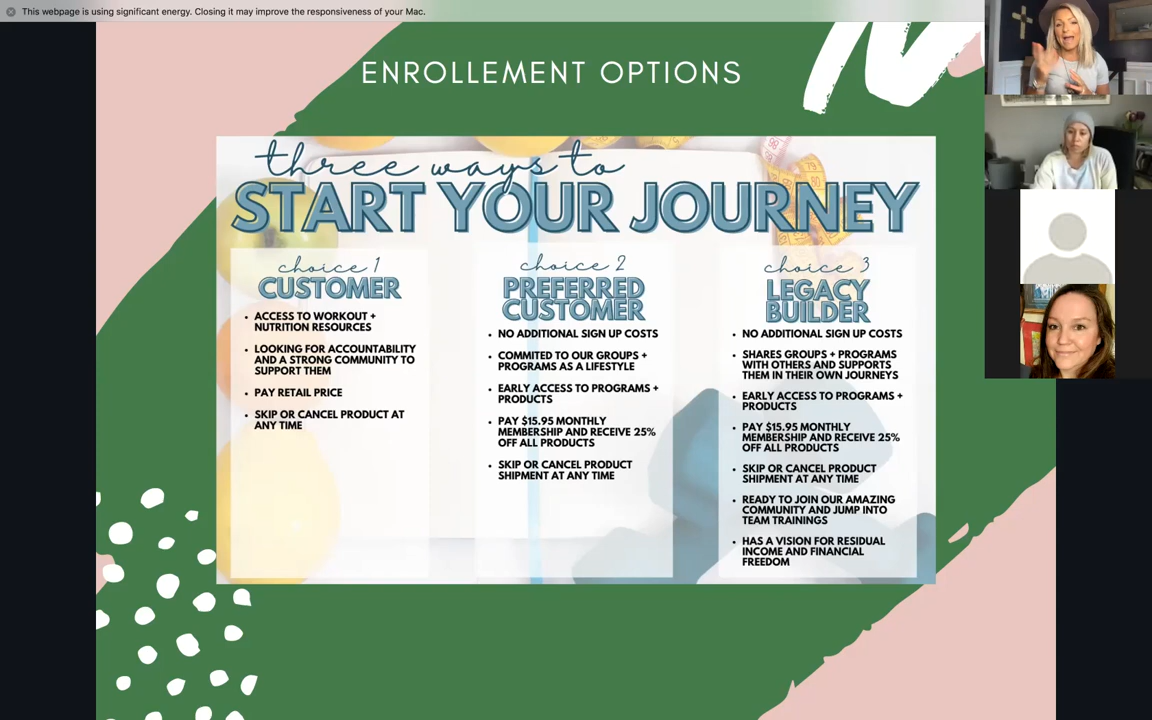 This webpage is using significant energy. Closing it may improve the responsiveness of your Mac.
ENROLLEMENT OPTIONS
three ways to
START YOUR JOURNEY
choice 1
CUSTOMER
• ACCESS TO WORKOUT +
NUTRITION RESOURCES
• LOOKING FOR ACCOUNTABILITY
AND A STRONG COMMUNITY TO
SUPPORT THEM
• PAY RETAIL PRICE
• SKIP OR CANCEL PRODUCT AT
ANY TIME
choice 2
PREFERRED
CUSTOMER
• NO ADDITIONAL SIGN UP COSTS
• COMMITED TO OUR GROUPS +
PROGRAMS AS A LIFESTYLE
• EARLY ACCESS TO PROGRAMS +
PRODUCTS
• PAY $15.95 MONTHLY
MEMBERSHIP AND RECEIVE 25%
OFF ALL PRODUCTS
• SKIP OR CANCEL PRODUCT
SHIPMENT AT ANY TIME
choice 3
LEGACY
BUILDER
• NO ADDITIONAL SIGN UP COSTS
• SHARES GROUPS + PROGRAMS
WITH OTHERS AND SUPPORTS
THEM IN THEIR OWN JOURNEYS
• EARLY ACCESS TO PROGRAMS +
PRODUCTS
• PAY $15.95 MONTHLY
MEMBERSHIP AND RECEIVE 25%
OFF ALL PRODUCTS
• SKIP OR CANCEL PRODUCT
SHIPMENT AT ANY TIME
• READY TO JOIN OUR AMAZING
COMMUNITY AND JUMP INTO
TEAM TRAININGS
• HAS A VISION FOR RESIDUAL
INCOME AND FINANCIAL
FREEDOM